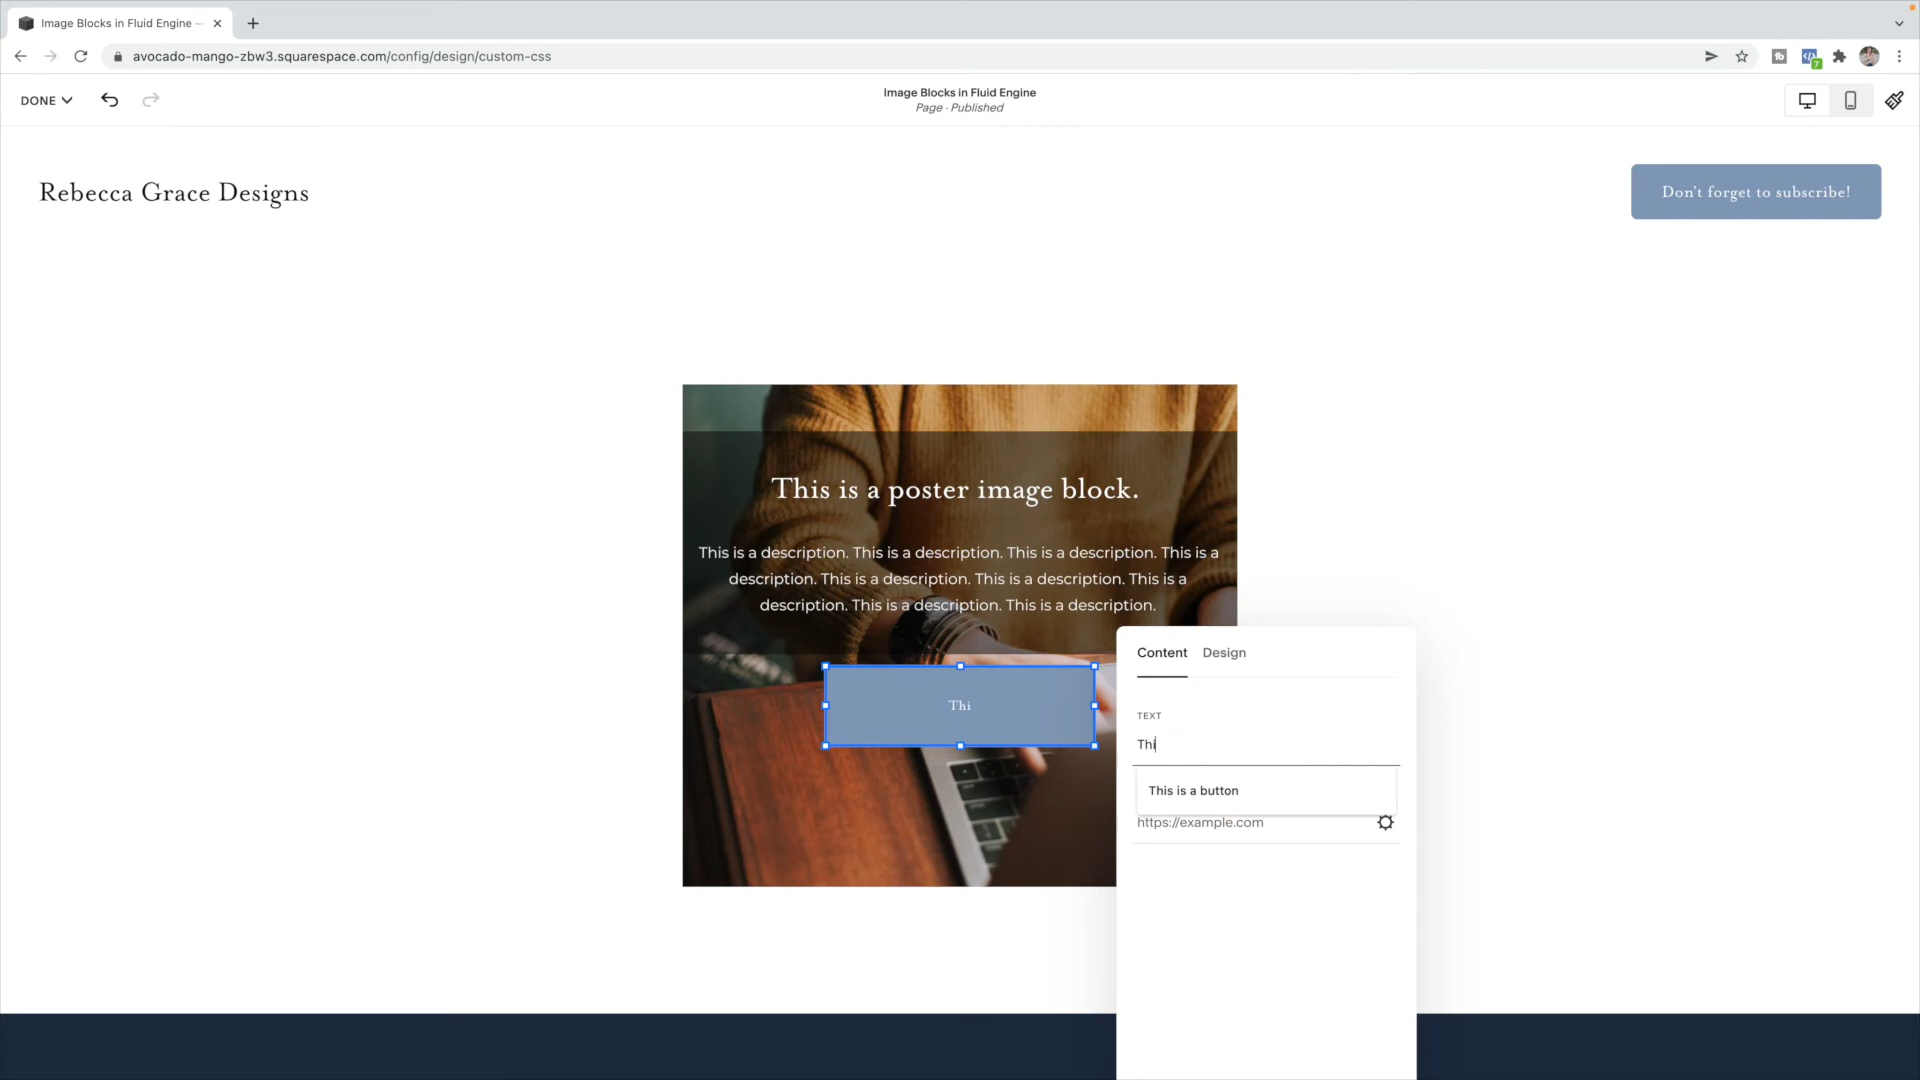 Image Blocks in Fluid Engine —
avocado-mango-zbw3.squarespace.com/config/design/custom-css
7
DONE
Image Blocks in Fluid Engine
Page · Published
Rebecca Grace Designs
Don't forget to subscribe!
This is a poster image block.
This is a description. This is a description. This is a description. This is a
description. This is a description. This is a description. This is a
description. This is a description. This is a description.
Thi
Content Design
TEXT
Thi
This is a button
https://example.com